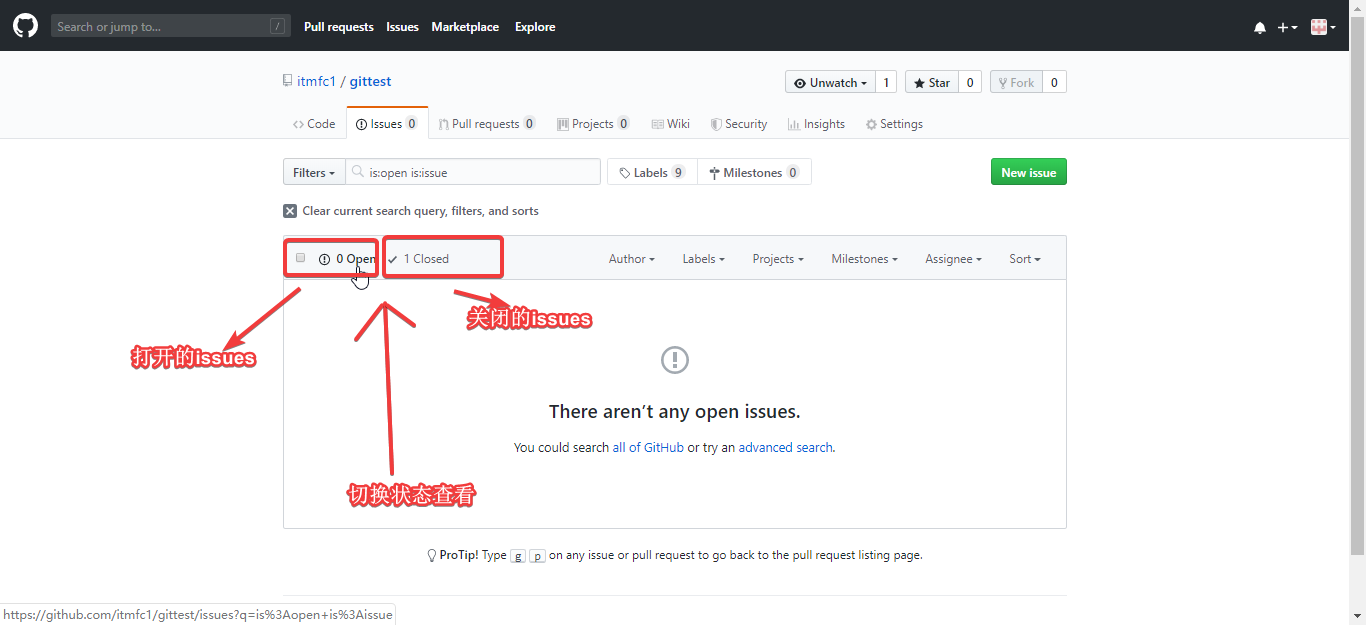 Search or jump to... / Pull requests Issues Marketplace Explore
itmfc1 / gittest Unwatch 1 Star 0 Fork 0
Code Issues 0 Pull requests 0 Projects 0 Wiki Security Insights Settings
Filters is:open is:issue Labels 9 Milestones 0 New issue
Clear current search query, filters, and sorts
0 Open 1 Closed Author Labels Projects Milestones Assignee Sort
关闭的issues
打开的issues
There aren't any open issues.
You could search all of GitHub or try an advanced search.
切换状态查看
ProTip! Type g p on any issue or pull request to go back to the pull request listing page.
https://github.com/itmfc1/gittest/issues?q=is%3Aopen+is%3Aissue